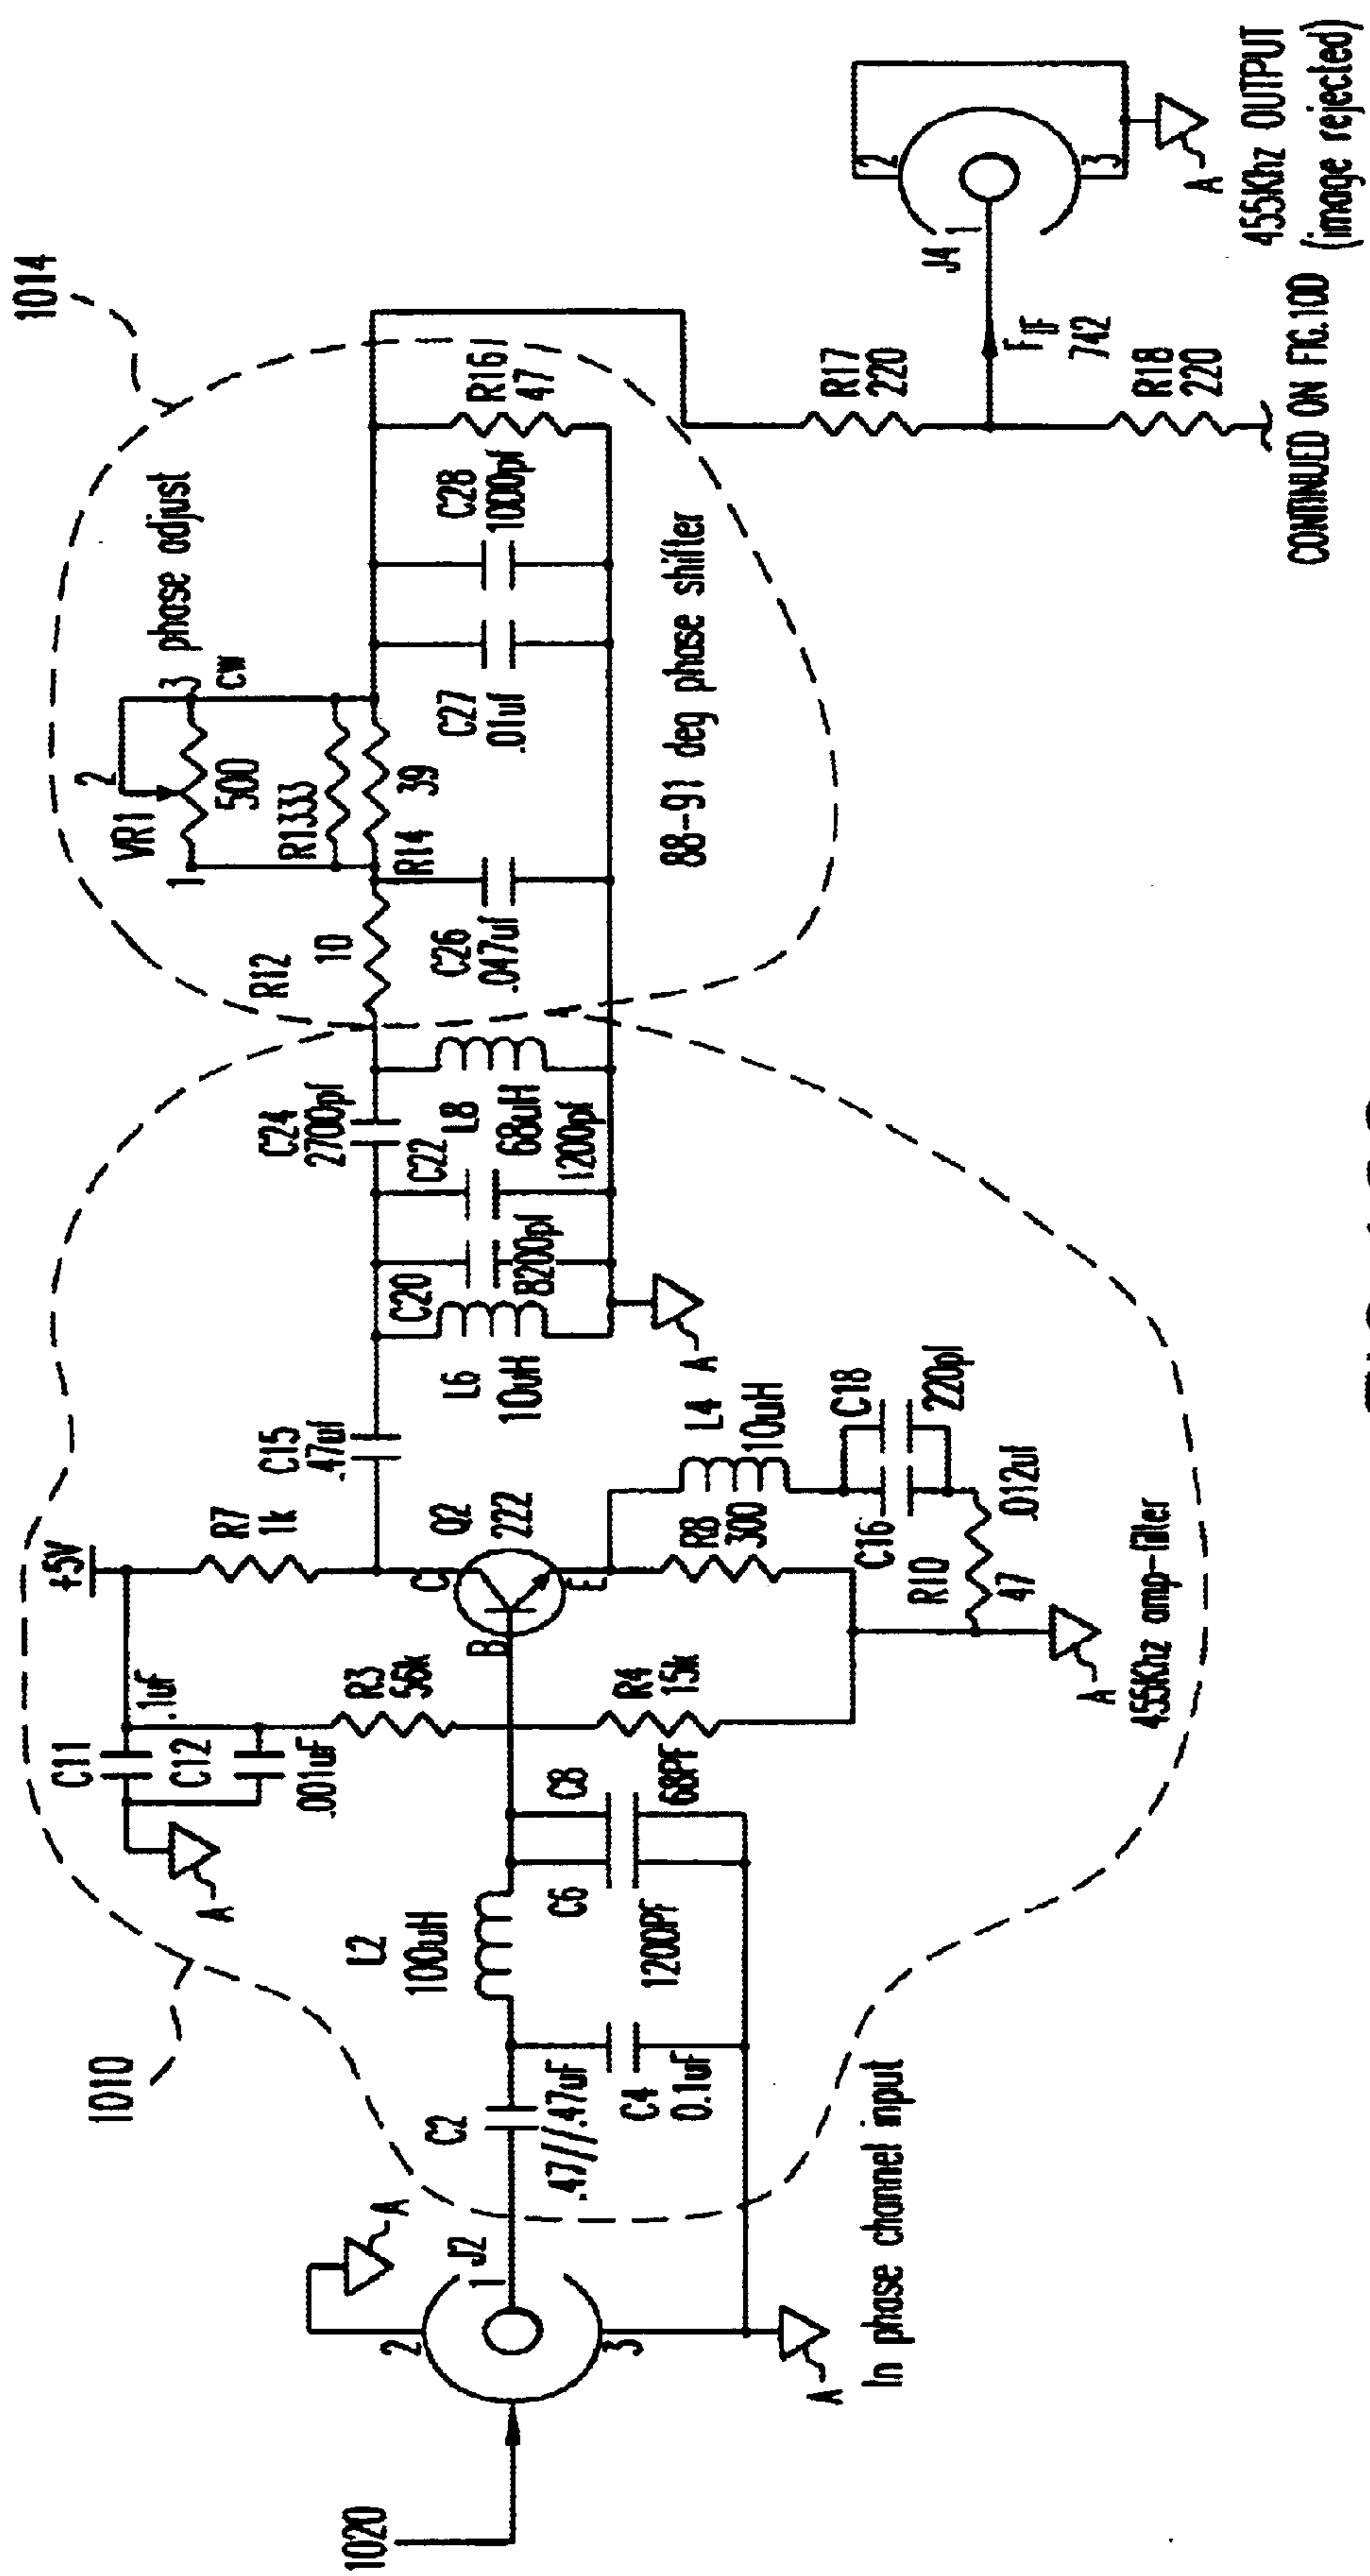 1014
phase adjust
VR1
2
3
cw
1
500
R13 33
39
R14
R12
10
C26
.047uf
C27
.01uf
C28
1000pf
R16
47
88-91 deg phase shifter
R17
220
R18
220
CONTINUED ON FIG.10D
FIF
742
J4
1
2
3
A
455Khz OUTPUT
(image rejected)
1010
+5V
R7
1k
C15
.47uf
C11
.1uF
C12
.001uF
A
R3
56k
R4
15k
Q2
222
C
B
E
R8
300
L4
10uH
C16
C18
220pf
.012uf
R10
47
A
455Khz amp-filter
L6
10uH
C20
8200pf
C22
1200pf
C24
2700pf
L8
68uH
A
L2
100uH
C6
1200Pf
C8
68PF
C4
0.1uF
C2
.47//.47uF
J2
1
2
3
A
A
In phase channel input
1020